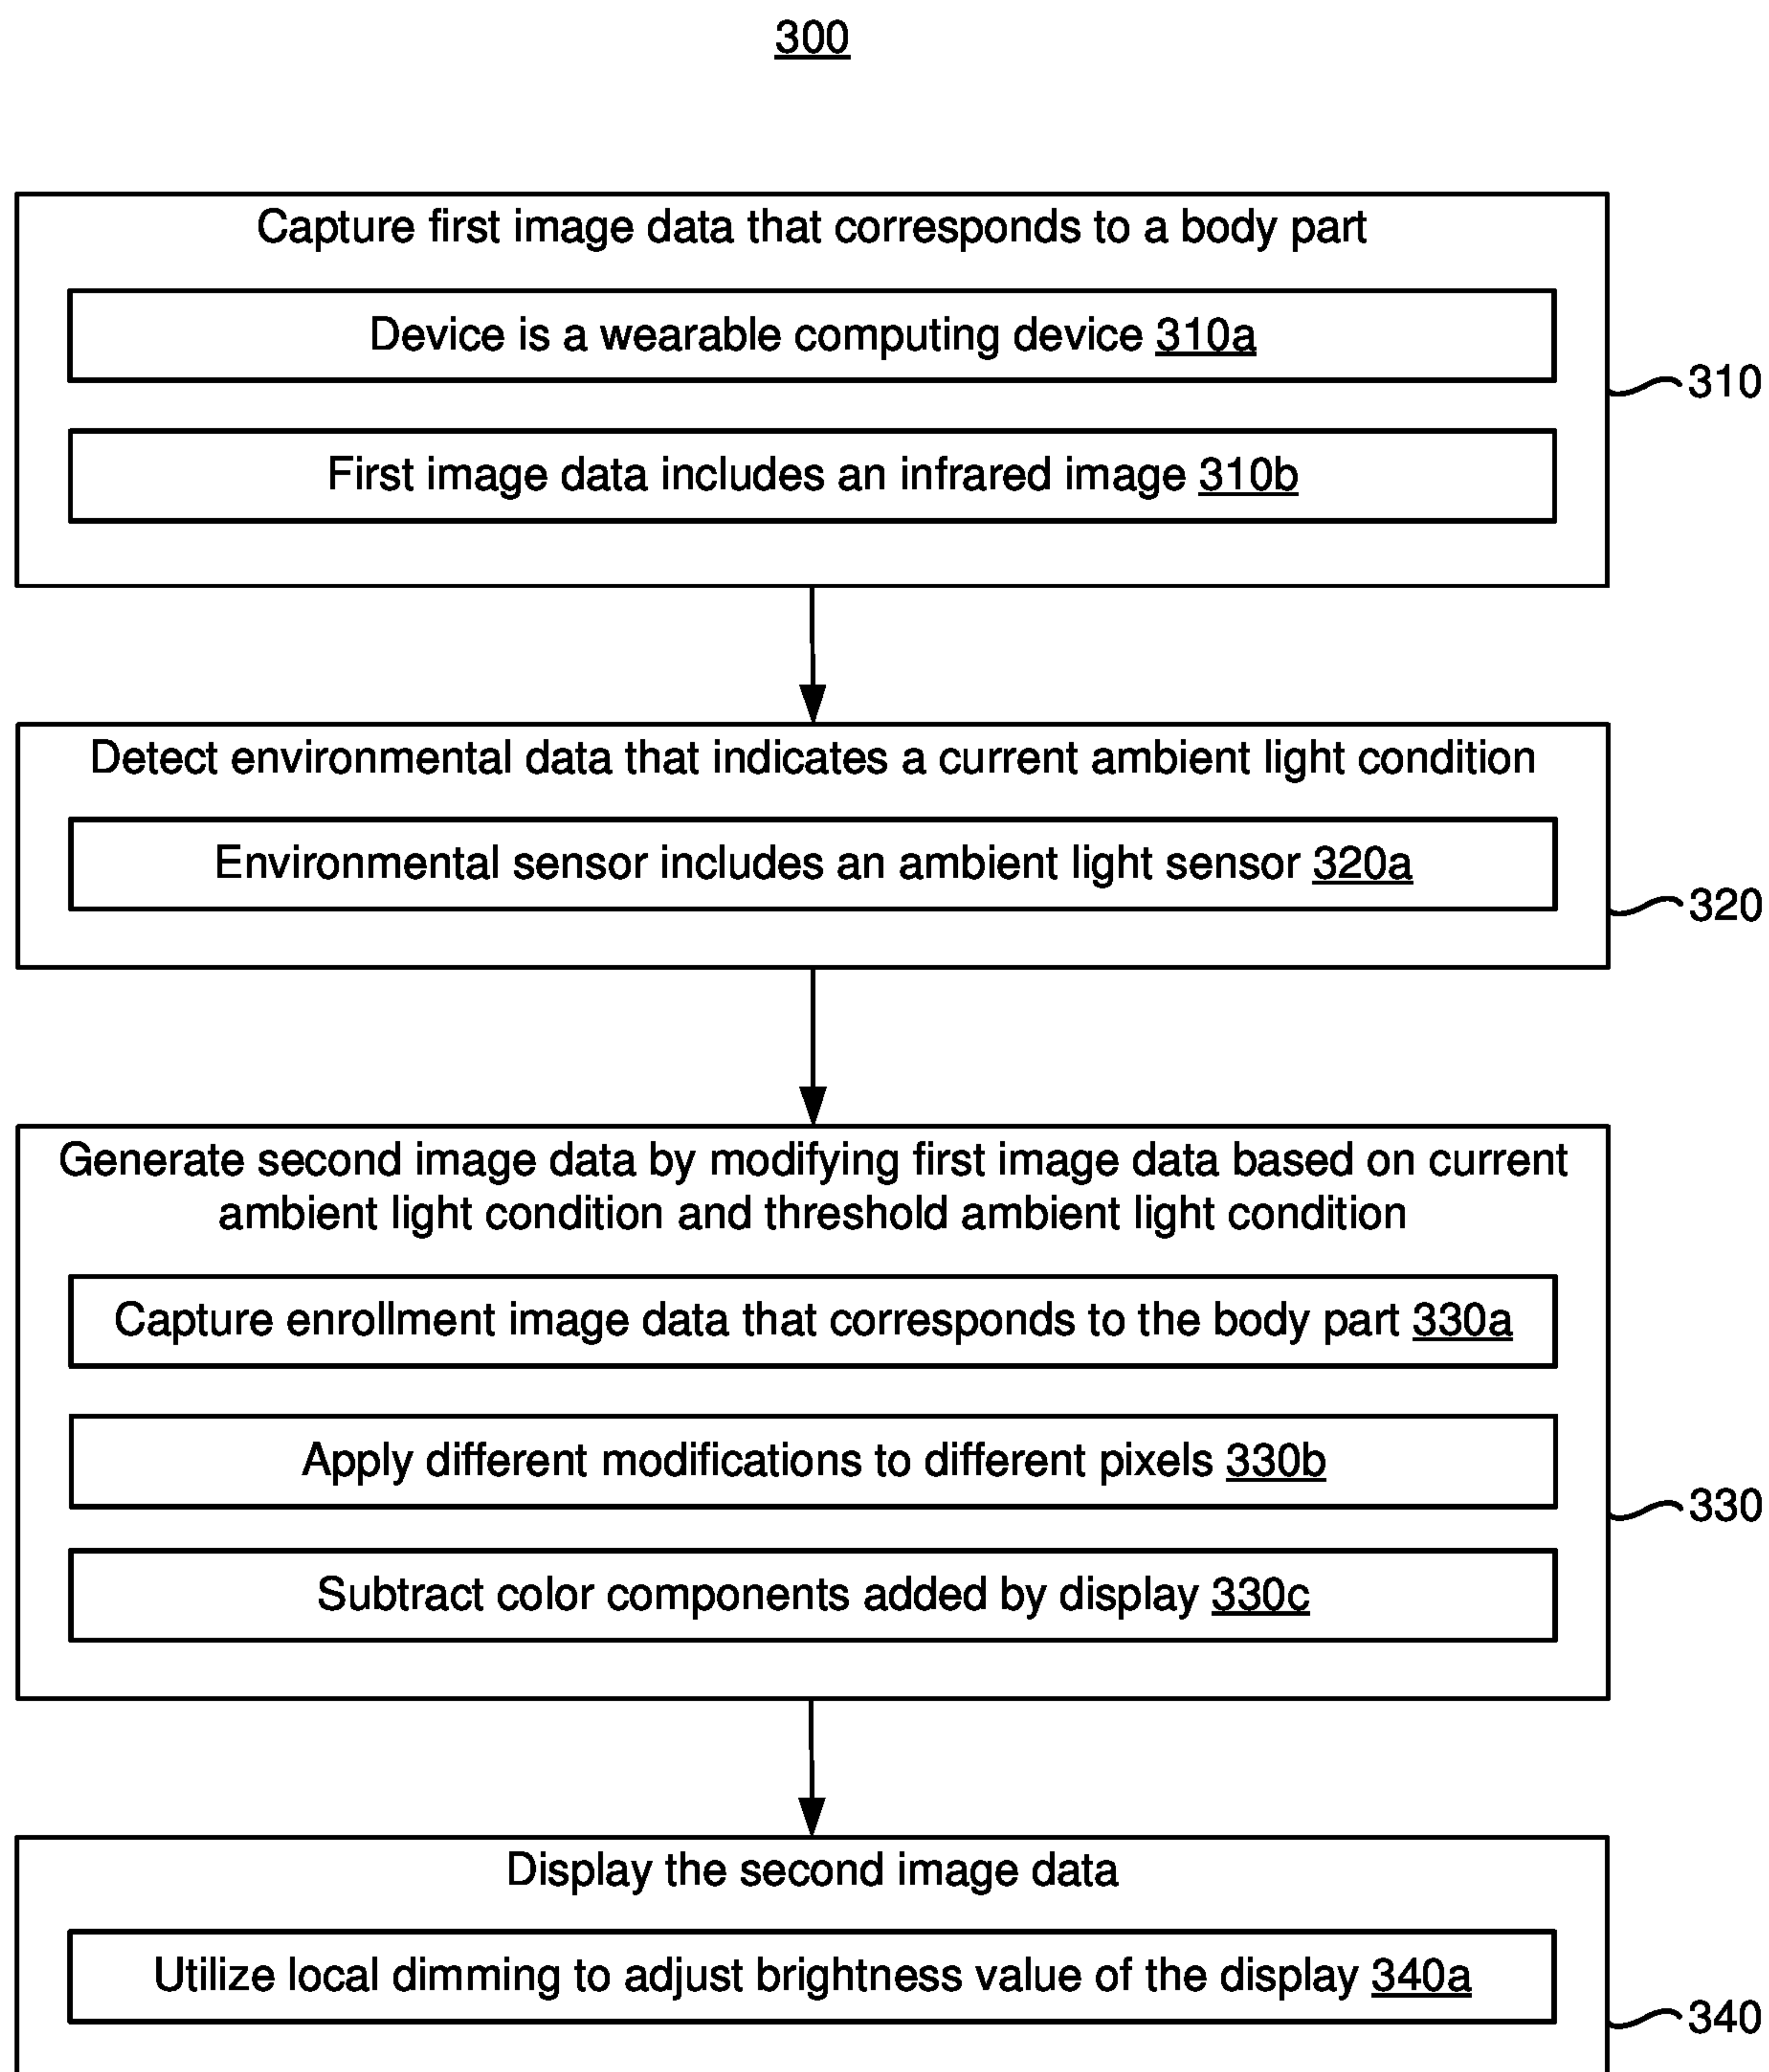 300
Capture first image data that corresponds to a body part
Device is a wearable computing device 310a
First image data includes an infrared image 310b
310
Detect environmental data that indicates a current ambient light condition
Environmental sensor includes an ambient light sensor 320a
320
Generate second image data by modifying first image data based on current
ambient light condition and threshold ambient light condition
Capture enrollment image data that corresponds to the body part 330a
Apply different modifications to different pixels 330b
Subtract color components added by display 330c
330
Display the second image data
Utilize local dimming to adjust brightness value of the display 340a
340